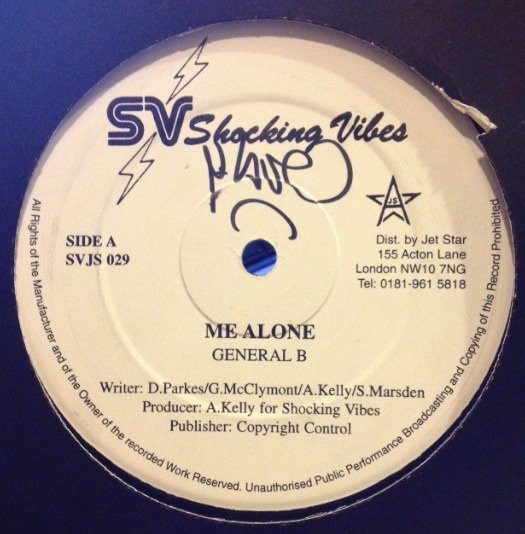 SV Shocking Vibes
JS
SIDE A
SVJS 029
Dist. by Jet Star
155 Acton Lane
London NW10 7NG
Tel: 0181-961 5818
ME ALONE
GENERAL B
Writer: D.Parkes/G.McClymont/A.Kelly/S.Marsden
Producer: A.Kelly for Shocking Vibes
Publisher: Copyright Control
All Rights of the Manufacturer and of the Owner of the recorded Work Reserved. Unauthorised Public Performance Broadcasting and Copying of this Record Prohibited